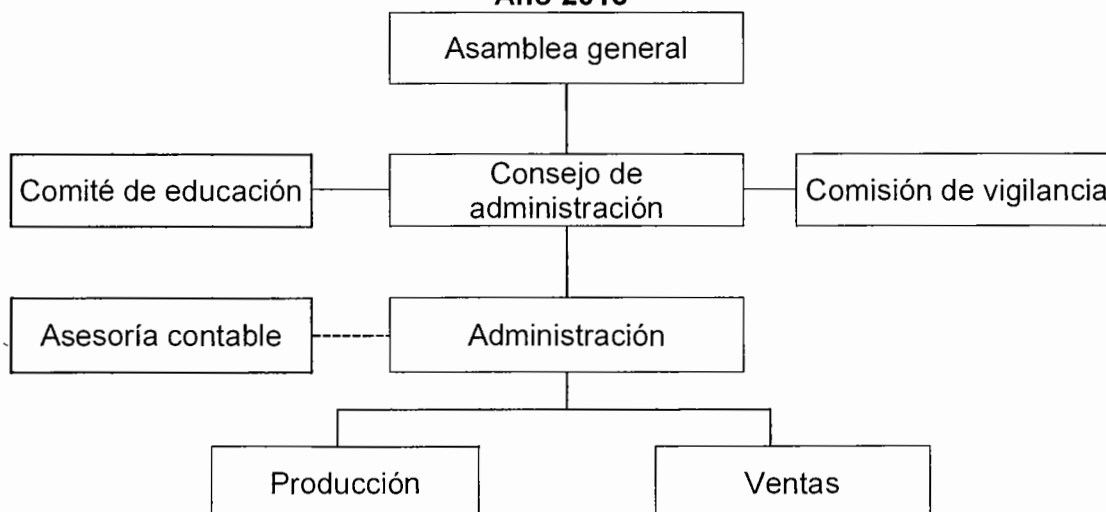 Asamblea general
Comité de educación
Consejo de
administración
Comisión de vigilancia
Asesoría contable
Administración
Producción
Ventas